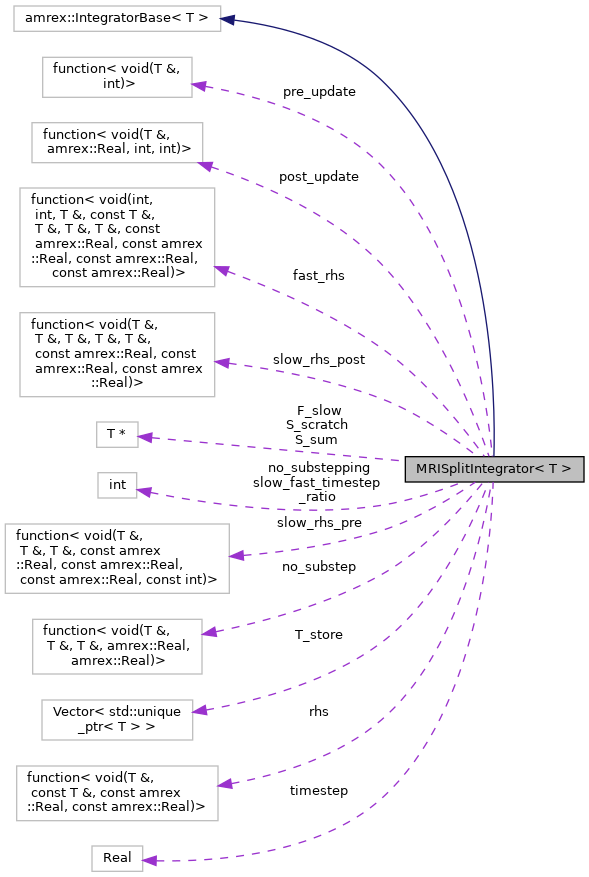 amrex::IntegratorBase< T >
function< void(T &,
int)>
pre_update
function< void(T &,
amrex::Real, int, int)>
post_update
function< void(int,
int, T &, const T &,
T &, T &, T &, const
amrex::Real, const amrex
::Real, const amrex::Real,
const amrex::Real)>
fast_rhs
function< void(T &,
T &, T &, T &, T &,
const amrex::Real, const
amrex::Real, const amrex
::Real)>
slow_rhs_post
T *
F_slow
S_scratch
S_sum
MRISplitIntegrator< T >
int
no_substepping
slow_fast_timestep
_ratio
function< void(T &,
T &, T &, const amrex
::Real, const amrex::Real,
const amrex::Real, const int)>
slow_rhs_pre
function< void(T &,
T &, T &, amrex::Real,
amrex::Real)>
no_substep
Vector< std::unique
_ptr< T > >
T_store
function< void(T &,
const T &, const amrex
::Real, const amrex::Real)>
rhs
Real
timestep